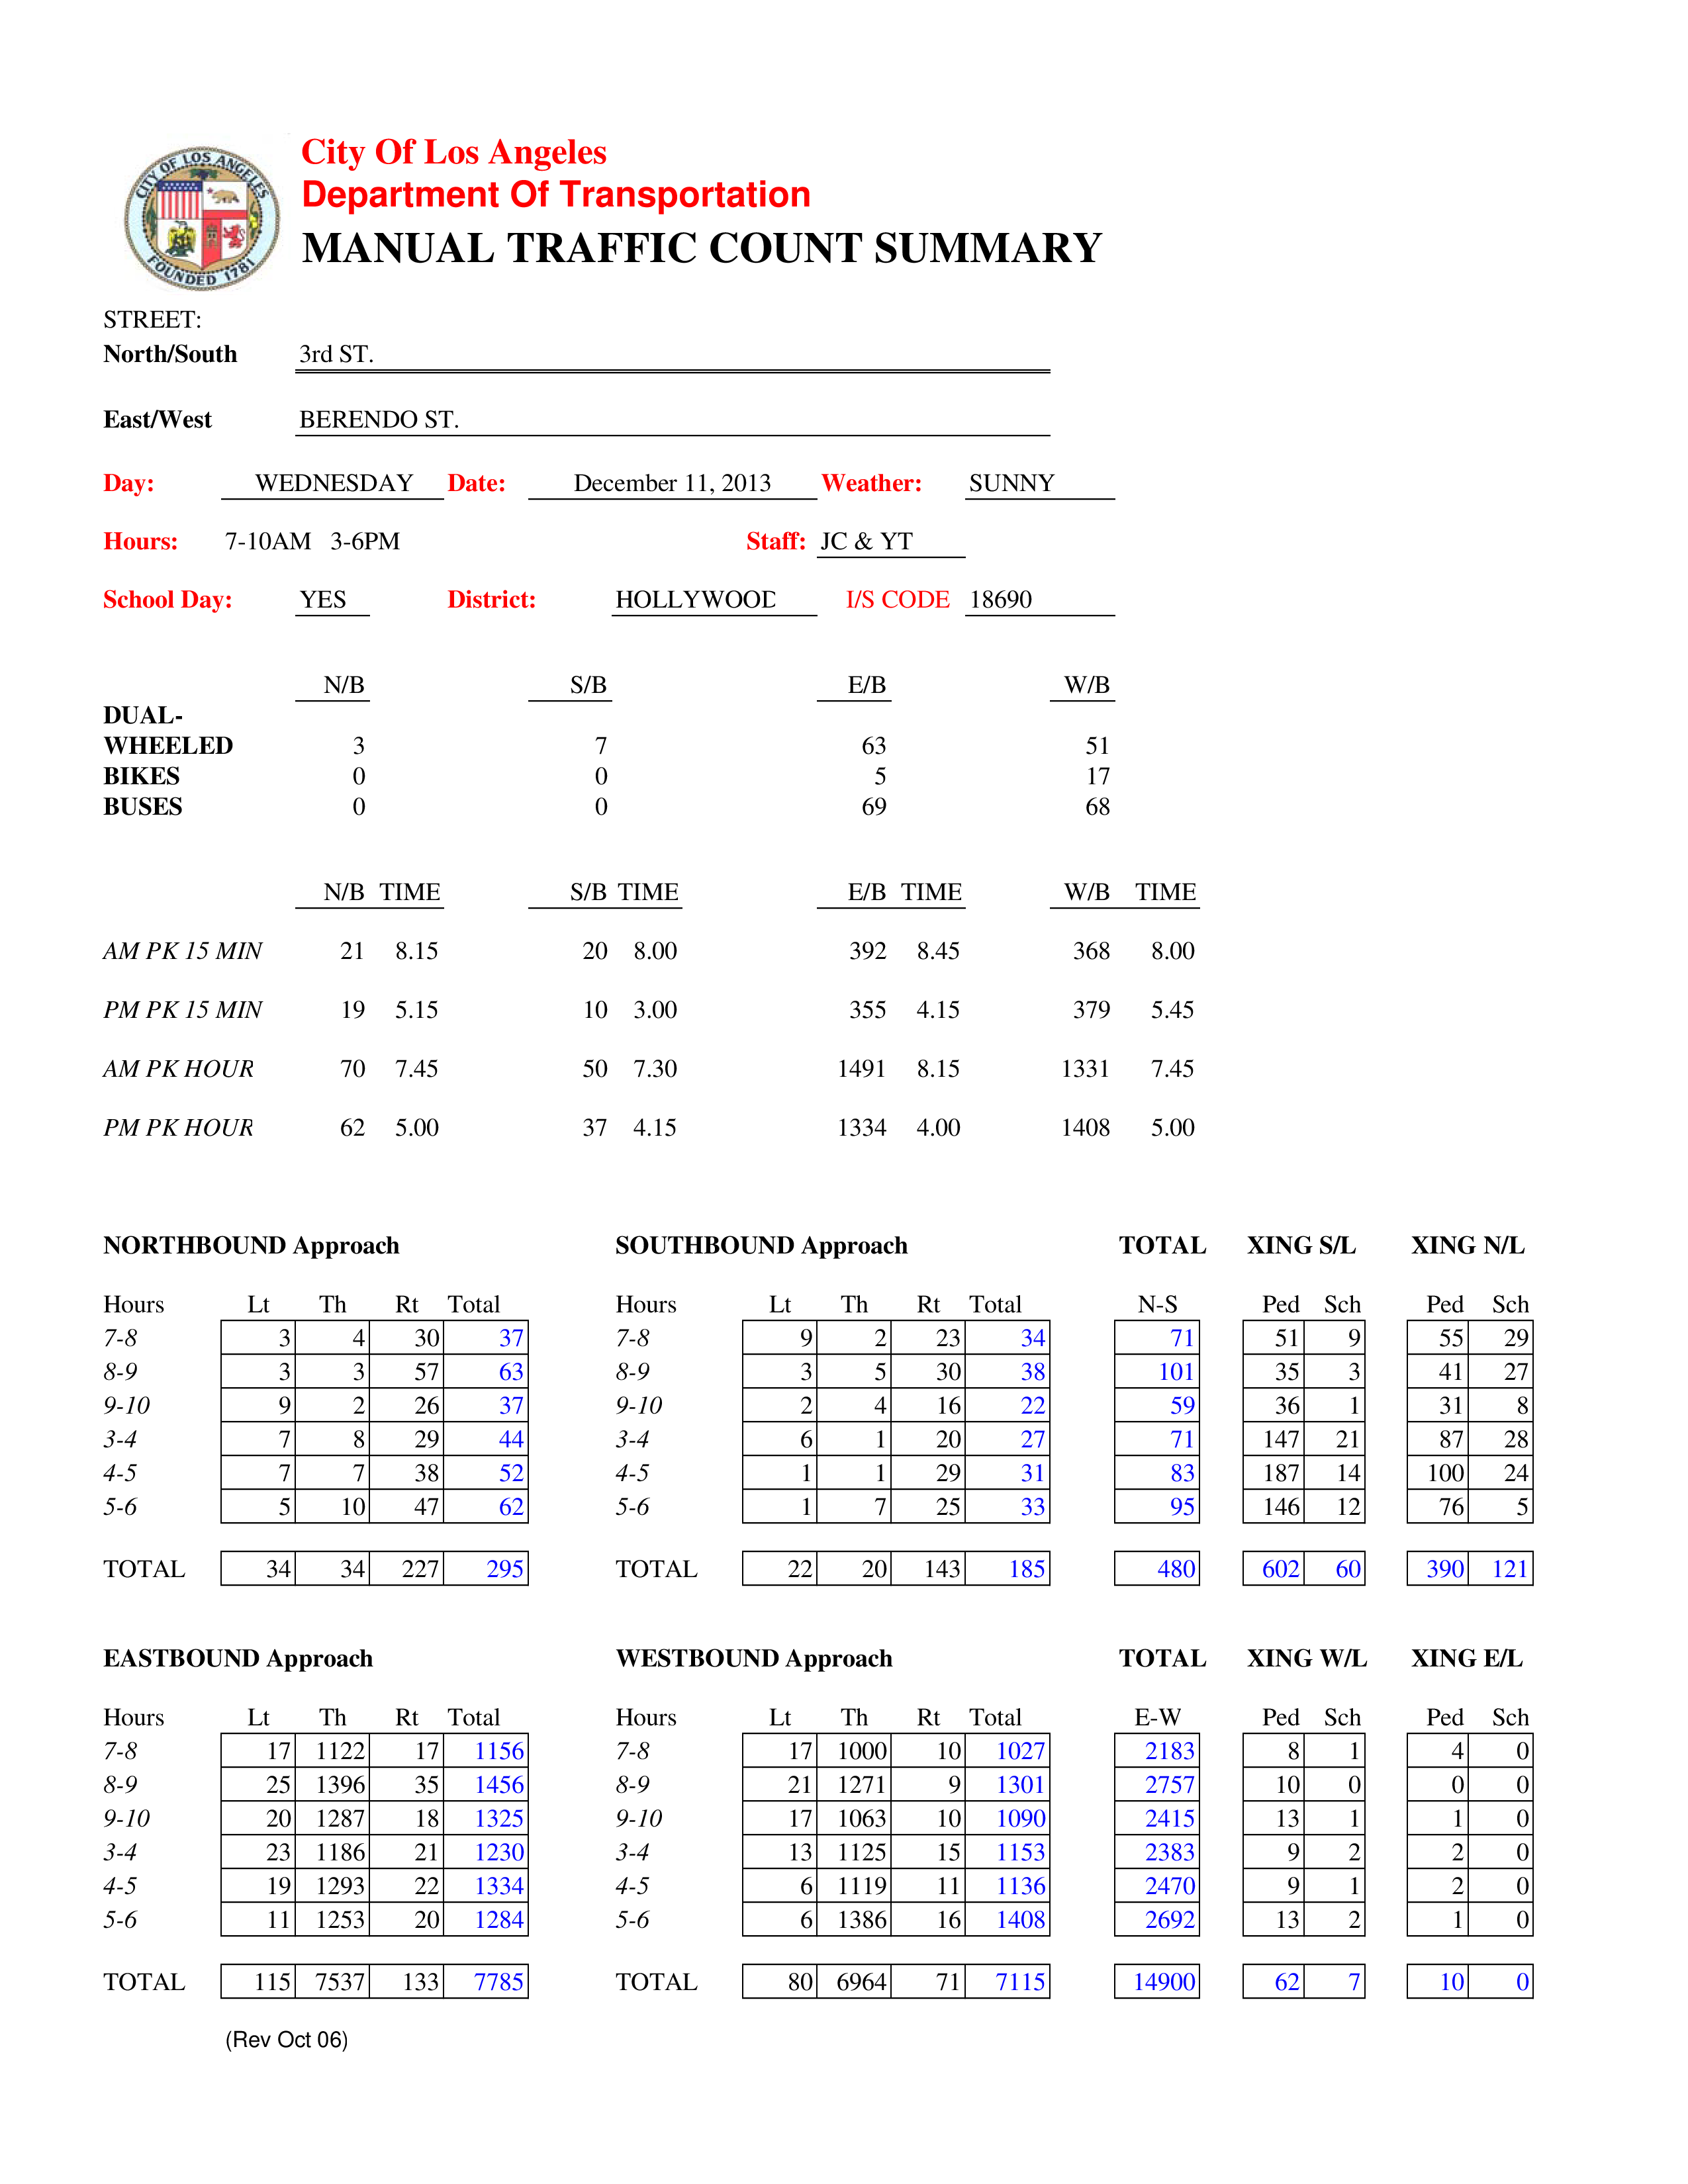 CITY OF LOS ANGELES
FOUNDED 1781
City Of Los Angeles
Department Of Transportation
MANUAL TRAFFIC COUNT SUMMARY
STREET:
North/South 3rd ST.
East/West BERENDO ST.
Day: WEDNESDAY Date: December 11, 2013 Weather: SUNNY
Hours: 7-10AM 3-6PM Staff: JC & YT
School Day: YES District: HOLLYWOOD I/S CODE 18690
N/B S/B E/B W/B
DUAL-
WHEELED 3 7 63 51
BIKES 0 0 5 17
BUSES 0 0 69 68
N/B TIME S/B TIME E/B TIME W/B TIME
AM PK 15 MIN 21 8.15 20 8.00 392 8.45 368 8.00
PM PK 15 MIN 19 5.15 10 3.00 355 4.15 379 5.45
AM PK HOUR 70 7.45 50 7.30 1491 8.15 1331 7.45
PM PK HOUR 62 5.00 37 4.15 1334 4.00 1408 5.00
NORTHBOUND Approach SOUTHBOUND Approach TOTAL XING S/L XING N/L
Hours Lt Th Rt Total Hours Lt Th Rt Total N-S Ped Sch Ped Sch
7-8 3 4 30 37 7-8 9 2 23 34 71 51 9 55 29
8-9 3 3 57 63 8-9 3 5 30 38 101 35 3 41 27
9-10 9 2 26 37 9-10 2 4 16 22 59 36 1 31 8
3-4 7 8 29 44 3-4 6 1 20 27 71 147 21 87 28
4-5 7 7 38 52 4-5 1 1 29 31 83 187 14 100 24
5-6 5 10 47 62 5-6 1 7 25 33 95 146 12 76 5
TOTAL 34 34 227 295 TOTAL 22 20 143 185 480 602 60 390 121
EASTBOUND Approach WESTBOUND Approach TOTAL XING W/L XING E/L
Hours Lt Th Rt Total Hours Lt Th Rt Total E-W Ped Sch Ped Sch
7-8 17 1122 17 1156 7-8 17 1000 10 1027 2183 8 1 4 0
8-9 25 1396 35 1456 8-9 21 1271 9 1301 2757 10 0 0 0
9-10 20 1287 18 1325 9-10 17 1063 10 1090 2415 13 1 1 0
3-4 23 1186 21 1230 3-4 13 1125 15 1153 2383 9 2 2 0
4-5 19 1293 22 1334 4-5 6 1119 11 1136 2470 9 1 2 0
5-6 11 1253 20 1284 5-6 6 1386 16 1408 2692 13 2 1 0
TOTAL 115 7537 133 7785 TOTAL 80 6964 71 7115 14900 62 7 10 0
(Rev Oct 06)